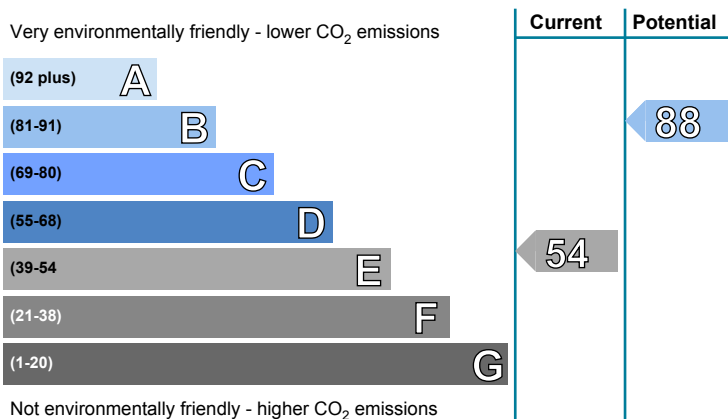 Very environmentally friendly - lower CO2 emissions
Current
Potential
(92 plus) A
(81-91) B
88
(69-80) C
(55-68) D
(39-54 E
54
(21-38) F
(1-20) G
Not environmentally friendly - higher CO2 emissions